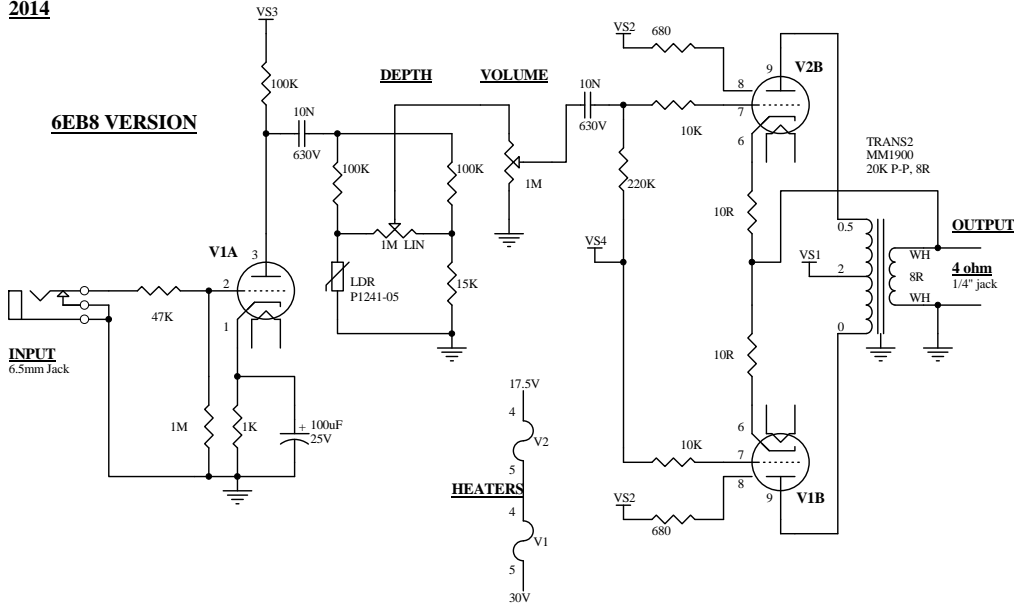 2014
VS3
100K
DEPTH
VOLUME
6EB8 VERSION
10N
630V
100K
100K
1M LIN
LDR
P1241-05
15K
1M
10N
630V
10K
220K
VS4
VS2
680
9
V2B
8
7
6
10R
TRANS2
MM1900
20K P-P, 8R
0.5
VS1
2
0
WH
8R
WH
OUTPUT
4 ohm
1/4" jack
V1A
3
2
1
47K
INPUT
6.5mm Jack
1M
1K
+
100uF
25V
17.5V
4
V2
5
HEATERS
4
V1
5
30V
10R
10K
6
7
8
9
V1B
VS2
680